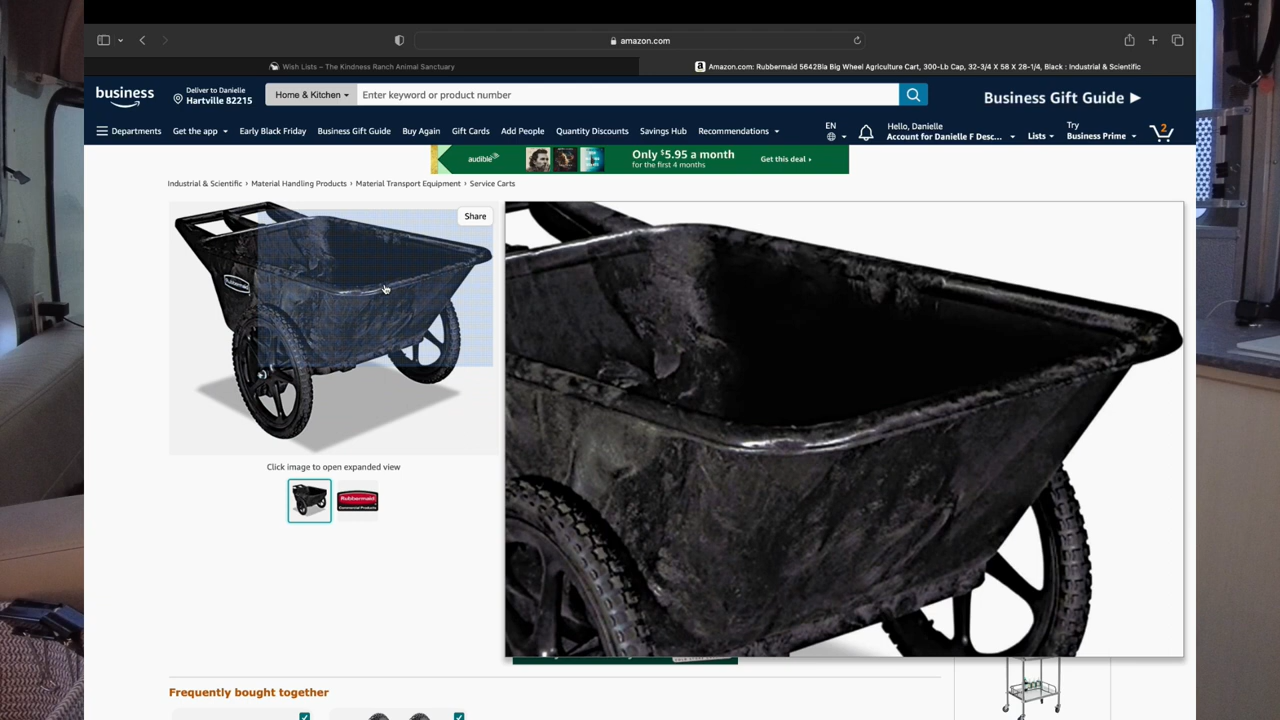 amazon.com
Wish Lists – The Kindness Ranch Animal Sanctuary
Amazon.com: Rubbermaid 5642Bla Big Wheel Agriculture Cart, 300-Lb Cap, 32-3/4 X 58 X 28-1/4, Black : Industrial & Scientific
business
Deliver to Danielle
Hartville 82215
Home & Kitchen
Enter keyword or product number
Business Gift Guide
Departments
Get the app
Early Black Friday
Business Gift Guide
Buy Again
Gift Cards
Add People
Quantity Discounts
Savings Hub
Recommendations
EN
Hello, Danielle
Account for Danielle F Desc...
Lists
Try
Business Prime
2
audible
Only $5.95 a month
for the first 4 months
Get this deal
Industrial & Scientific › Material Handling Products › Material Transport Equipment › Service Carts
Share
Rubbermaid
Click image to open expanded view
Rubbermaid
Commercial Products
Frequently bought together